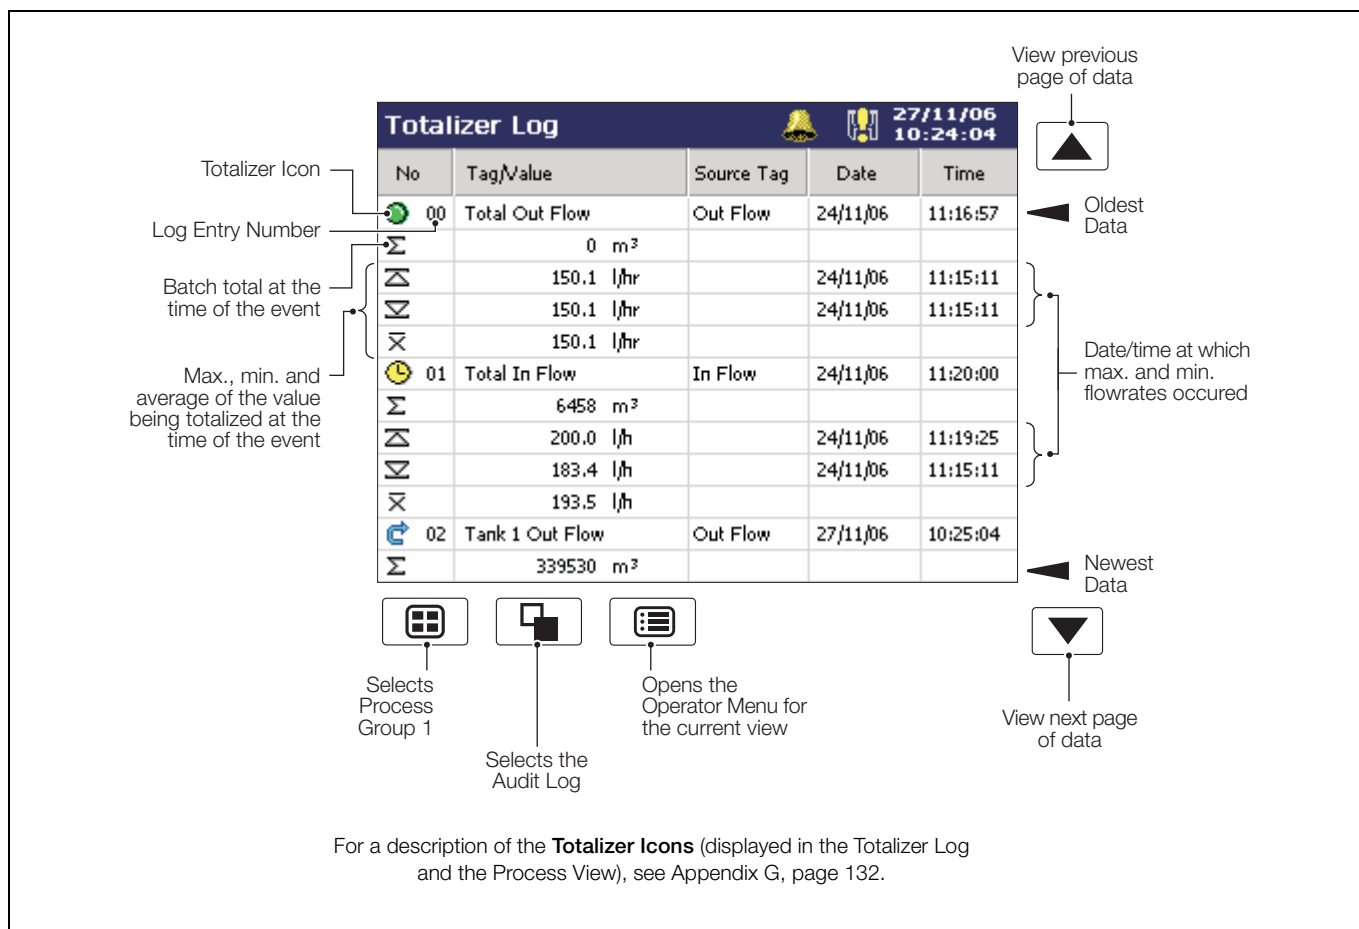 View previous
page of data
Totalizer Log
27/11/06
10:24:04
No Tag/Value Source Tag Date Time
Totalizer Icon
00 Total Out Flow Out Flow 24/11/06 11:16:57
Oldest
Data
Log Entry Number
Σ 0 m³
Batch total at the
time of the event
150.1 l/hr 24/11/06 11:15:11
150.1 l/hr 24/11/06 11:15:11
x̅ 150.1 l/hr
Max., min. and
average of the value
being totalized at the
time of the event
Date/time at which
max. and min.
flowrates occured
01 Total In Flow In Flow 24/11/06 11:20:00
Σ 6458 m³
200.0 l/h 24/11/06 11:19:25
183.4 l/h 24/11/06 11:15:11
x̅ 193.5 l/h
02 Tank 1 Out Flow Out Flow 27/11/06 10:25:04
Σ 339530 m³
Newest
Data
Selects
Process
Group 1
Selects the
Audit Log
Opens the
Operator Menu for
the current view
View next page
of data
For a description of the Totalizer Icons (displayed in the Totalizer Log
and the Process View), see Appendix G, page 132.